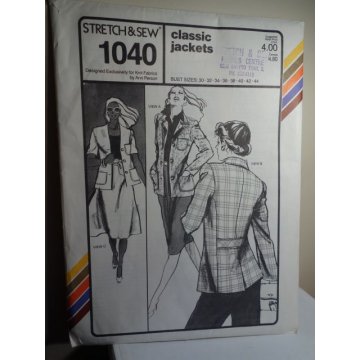 STRETCH & SEW®
1040
Designed Exclusively for Knit Fabrics
by Ann Person
classic
jackets
4.00
BUST SIZES: 30-32-34-36-38-40-42-44
VIEW A
VIEW B
VIEW C